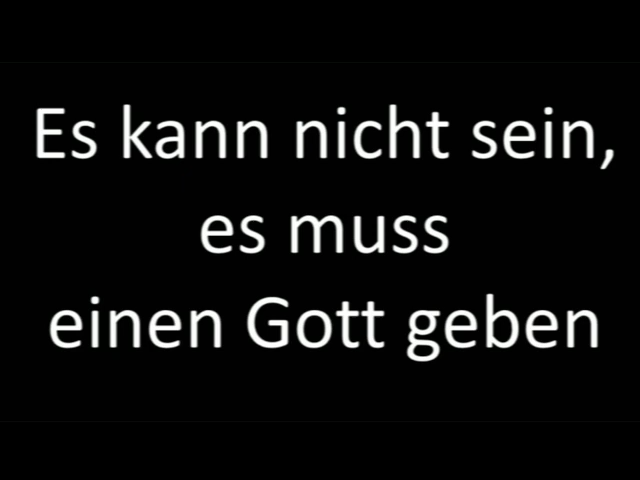 Es kann nicht sein,
es muss
einen Gott geben